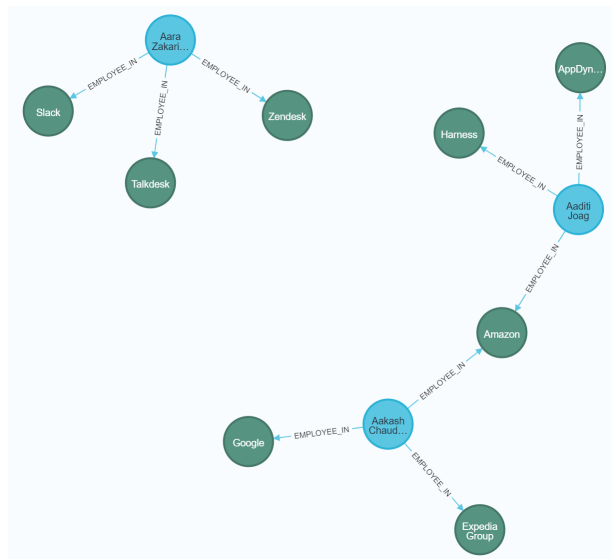 Aara
Zakari...
EMPLOYEE_IN
EMPLOYEE_IN
EMPLOYEE_IN
Slack
Talkdesk
Zendesk
AppDyn...
EMPLOYEE_IN
Harness
EMPLOYEE_IN
Aaditi
Joag
EMPLOYEE_IN
Amazon
EMPLOYEE_IN
Aakash
Chaud...
EMPLOYEE_IN
Google
EMPLOYEE_IN
Expedia
Group